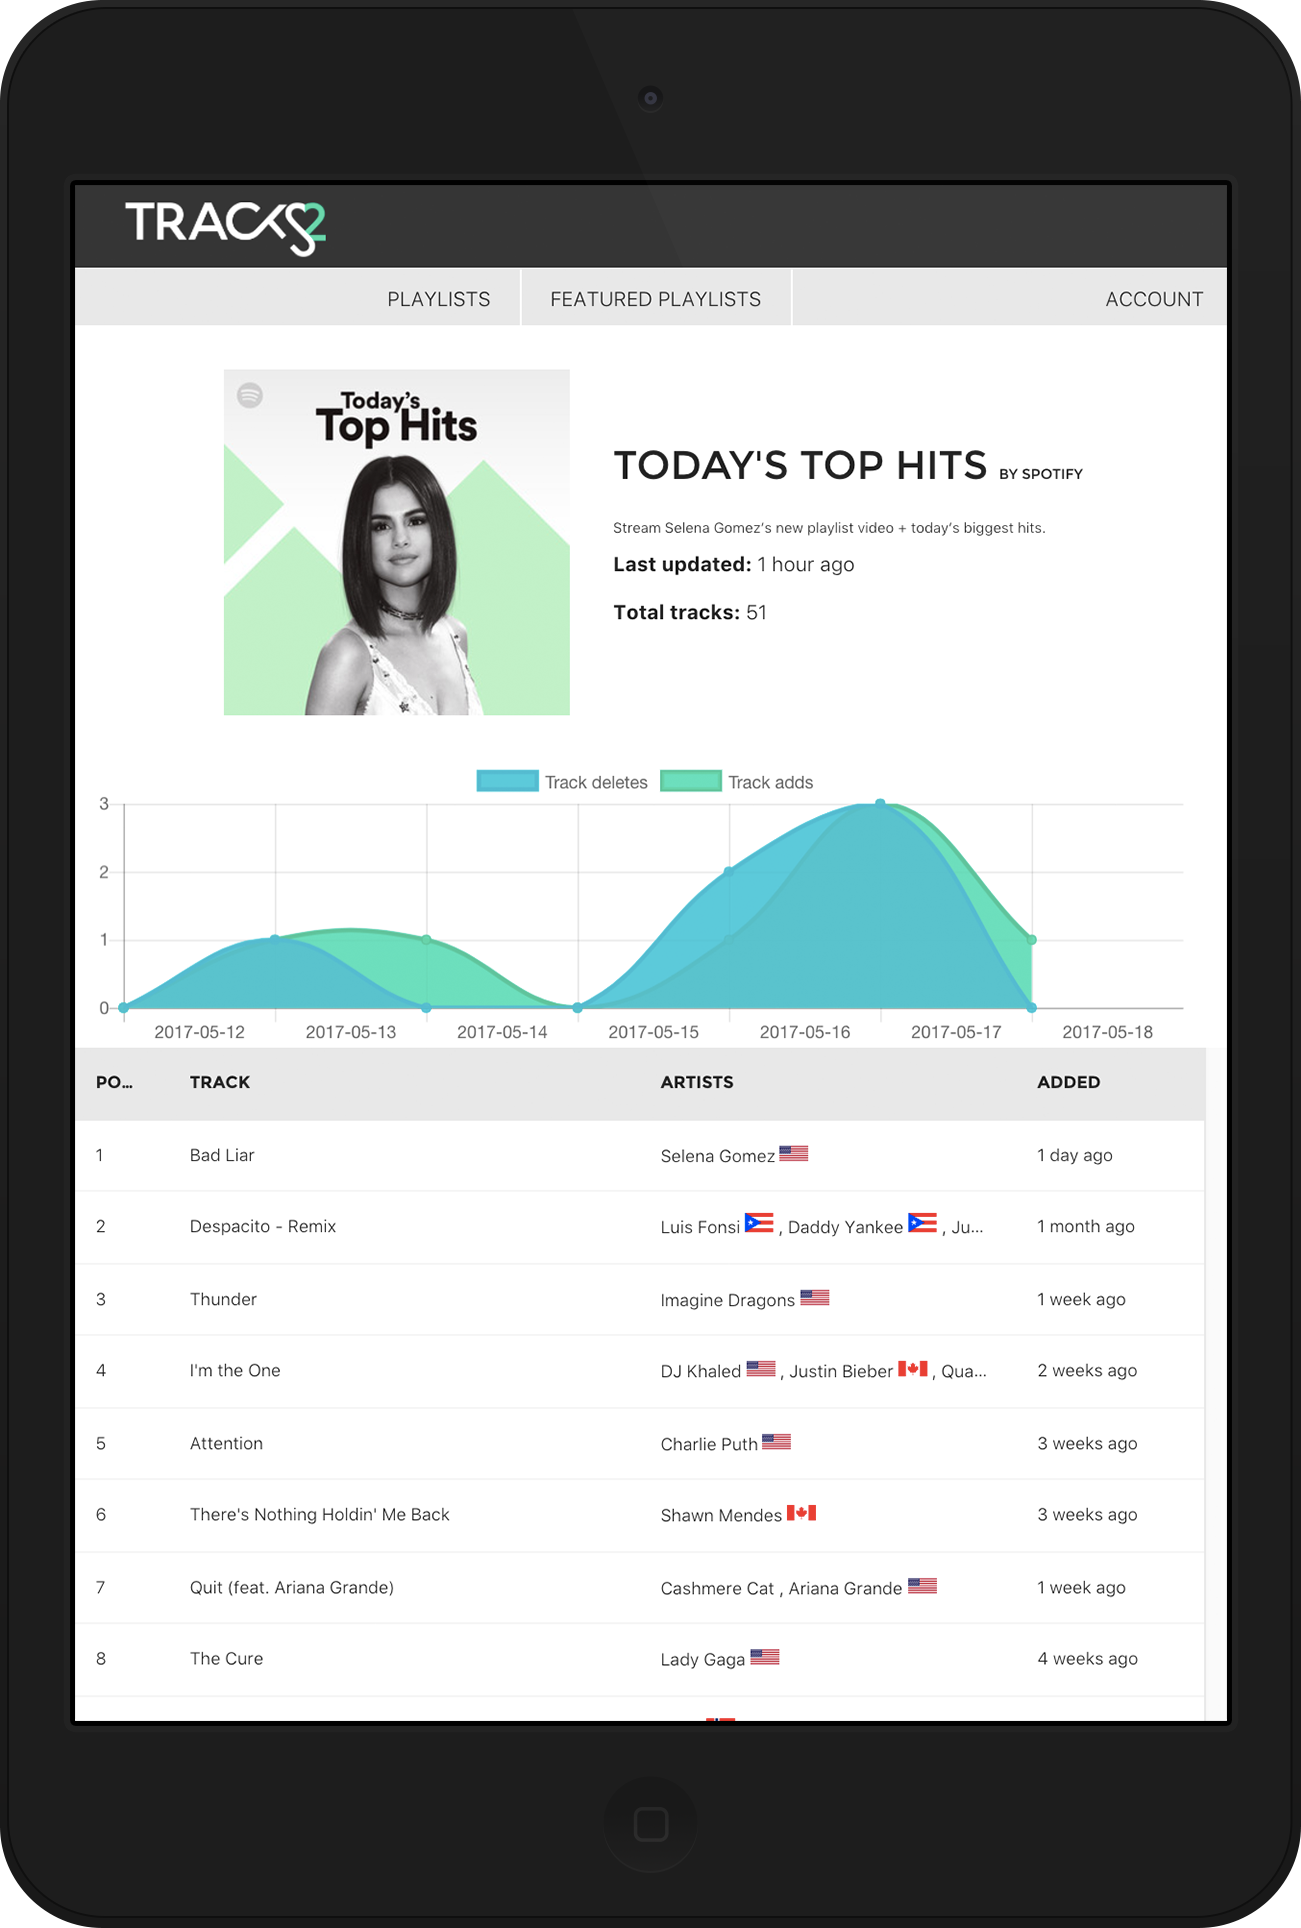 TRACKS2
PLAYLISTS FEATURED PLAYLISTS ACCOUNT
Today's
Top Hits
TODAY'S TOP HITS BY SPOTIFY
Stream Selena Gomez's new playlist video + today's biggest hits.
Last updated: 1 hour ago
Total tracks: 51
Track deletes Track adds
3
2
1
0
2017-05-12 2017-05-13 2017-05-14 2017-05-15 2017-05-16 2017-05-17 2017-05-18
PO... TRACK ARTISTS ADDED
1 Bad Liar Selena Gomez 1 day ago
2 Despacito - Remix Luis Fonsi , Daddy Yankee , Ju... 1 month ago
3 Thunder Imagine Dragons 1 week ago
4 I'm the One DJ Khaled , Justin Bieber , Qua... 2 weeks ago
5 Attention Charlie Puth 3 weeks ago
6 There's Nothing Holdin' Me Back Shawn Mendes 3 weeks ago
7 Quit (feat. Ariana Grande) Cashmere Cat , Ariana Grande 1 week ago
8 The Cure Lady Gaga 4 weeks ago